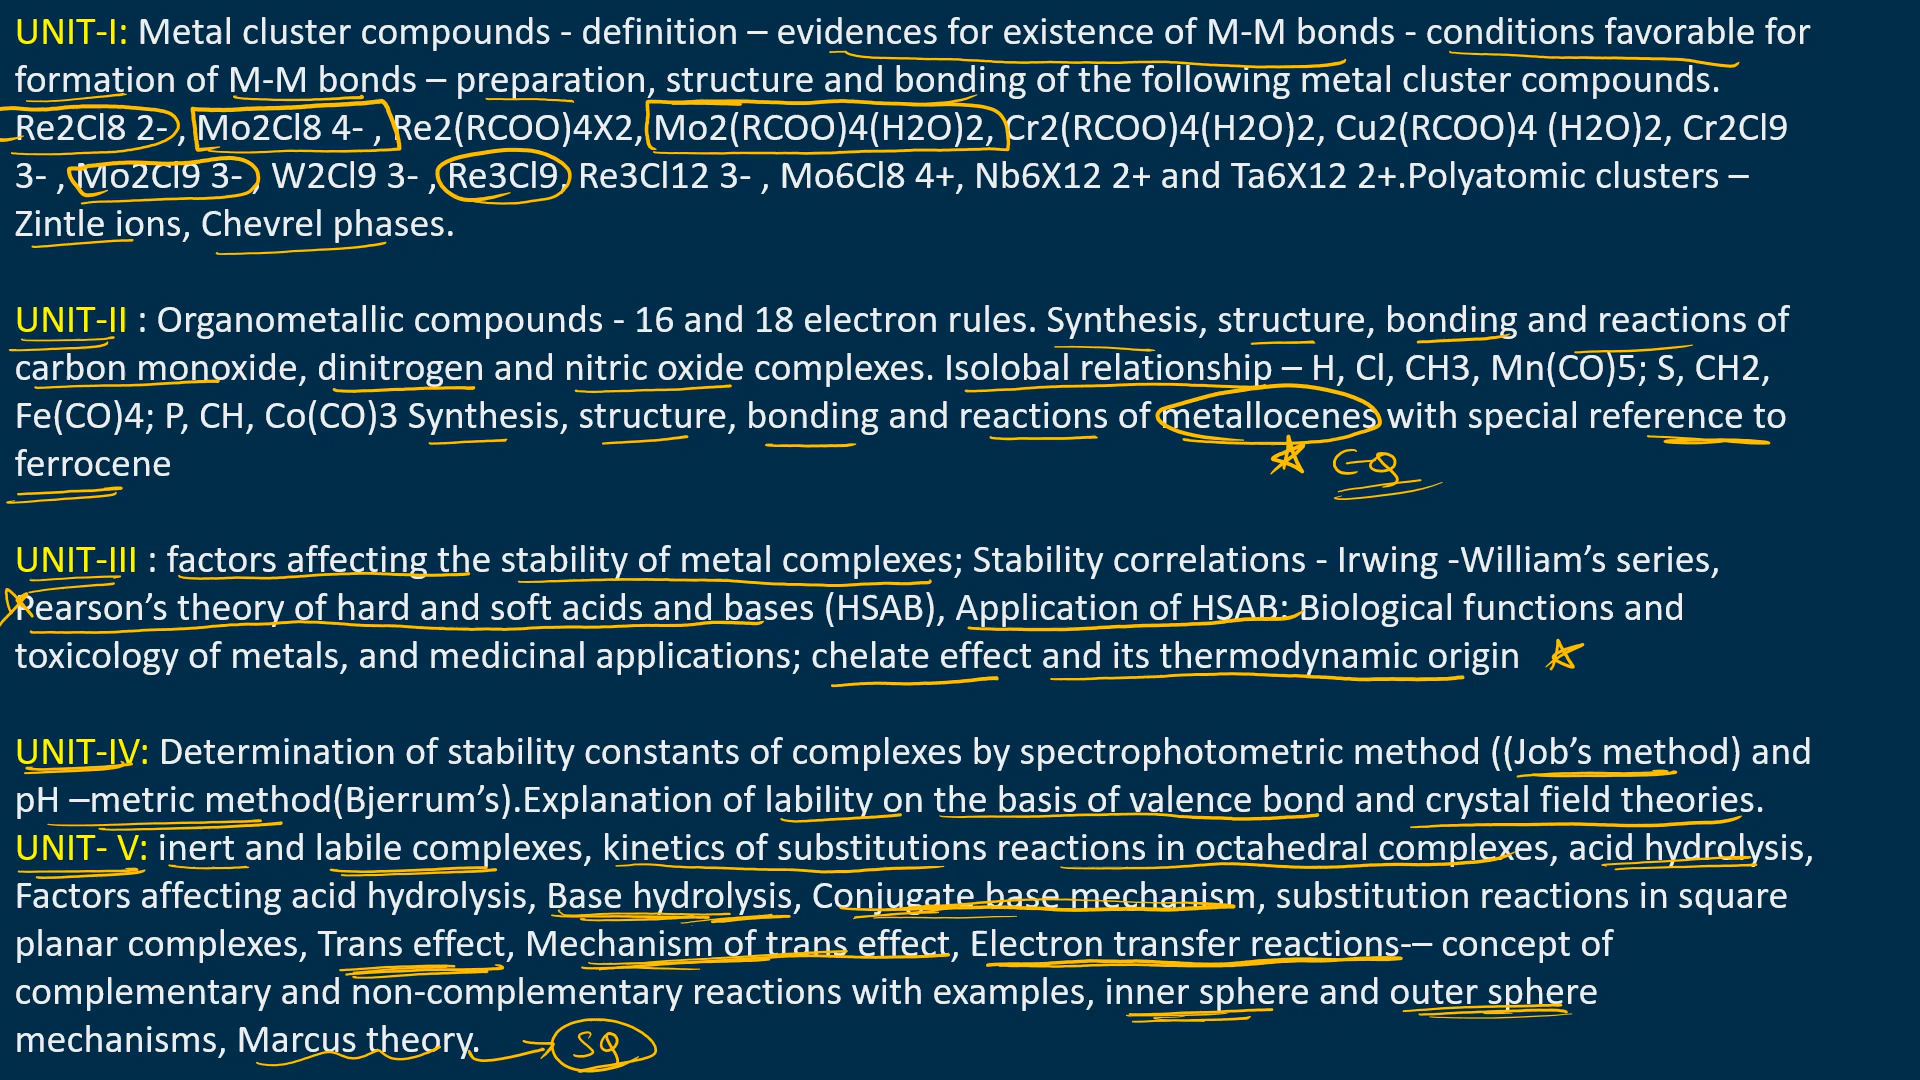 UNIT-I: Metal cluster compounds - definition – evidences for existence of M-M bonds - conditions favorable for
formation of M-M bonds – preparation, structure and bonding of the following metal cluster compounds.
Re2Cl8 2- , Mo2Cl8 4- , Re2(RCOO)4X2, Mo2(RCOO)4(H2O)2, Cr2(RCOO)4(H2O)2, Cu2(RCOO)4 (H2O)2, Cr2Cl9
3- , Mo2Cl9 3- , W2Cl9 3- , Re3Cl9, Re3Cl12 3- , Mo6Cl8 4+, Nb6X12 2+ and Ta6X12 2+.Polyatomic clusters –
Zintle ions, Chevrel phases.
UNIT-II : Organometallic compounds - 16 and 18 electron rules. Synthesis, structure, bonding and reactions of
carbon monoxide, dinitrogen and nitric oxide complexes. Isolobal relationship – H, Cl, CH3, Mn(CO)5; S, CH2,
Fe(CO)4; P, CH, Co(CO)3 Synthesis, structure, bonding and reactions of metallocenes with special reference to
ferrocene
UNIT-III : factors affecting the stability of metal complexes; Stability correlations - Irwing -William’s series,
Pearson’s theory of hard and soft acids and bases (HSAB), Application of HSAB; Biological functions and
toxicology of metals, and medicinal applications; chelate effect and its thermodynamic origin
UNIT-IV: Determination of stability constants of complexes by spectrophotometric method ((Job’s method) and
pH –metric method(Bjerrum’s).Explanation of lability on the basis of valence bond and crystal field theories.
UNIT- V: inert and labile complexes, kinetics of substitutions reactions in octahedral complexes, acid hydrolysis,
Factors affecting acid hydrolysis, Base hydrolysis, Conjugate base mechanism, substitution reactions in square
planar complexes, Trans effect, Mechanism of trans effect, Electron transfer reactions-– concept of
complementary and non-complementary reactions with examples, inner sphere and outer sphere
mechanisms, Marcus theory. SQ